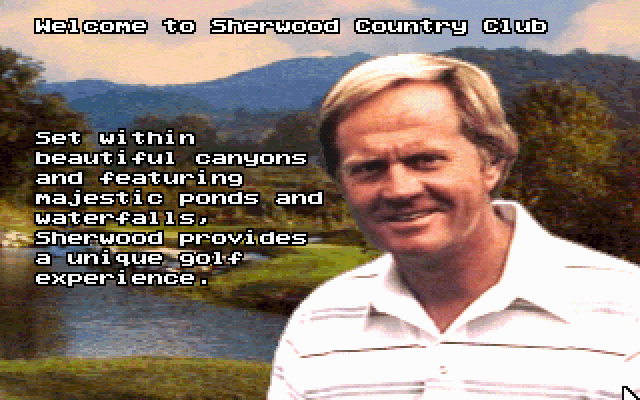 Welcome to Sherwood Country Club
Set within
beautiful canyons
and featuring
majestic ponds and
waterfalls,
Sherwood provides
a unique golf
experience.